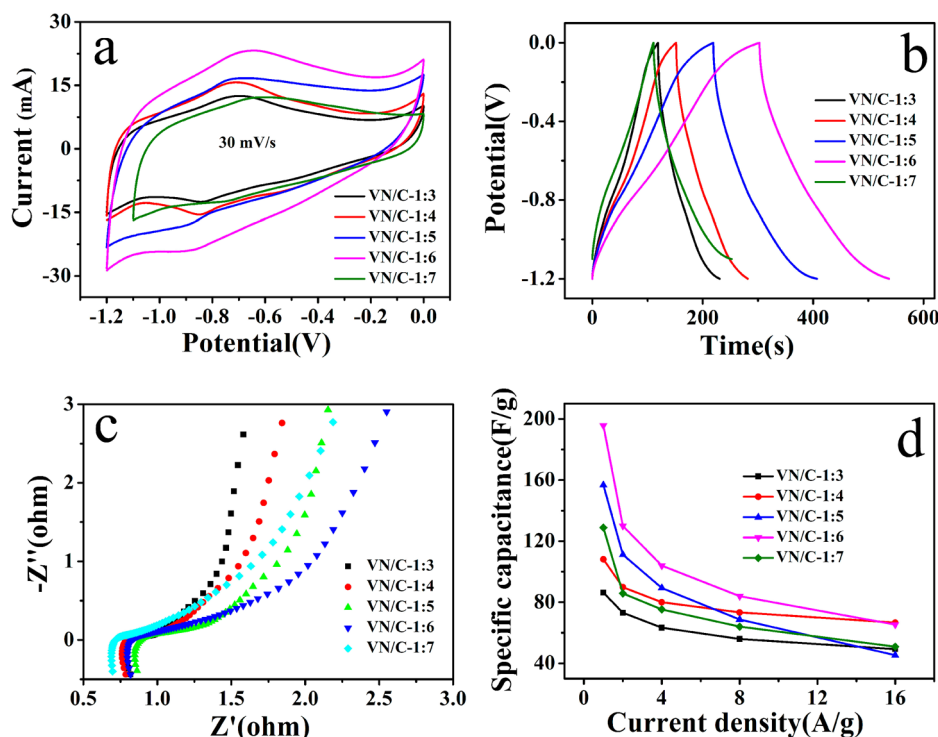 a
30 mV/s
VN/C-1:3
VN/C-1:4
VN/C-1:5
VN/C-1:6
VN/C-1:7
Current (mA)
30
15
0
-15
-30
-1.2 -1.0 -0.8 -0.6 -0.4 -0.2 0.0
Potential(V)
b
VN/C-1:3
VN/C-1:4
VN/C-1:5
VN/C-1:6
VN/C-1:7
Potential(V)
0.0
-0.4
-0.8
-1.2
0 200 400 600
Time(s)
c
VN/C-1:3
VN/C-1:4
VN/C-1:5
VN/C-1:6
VN/C-1:7
-Z''(ohm)
3
2
1
0
0.5 1.0 1.5 2.0 2.5 3.0
Z'(ohm)
d
VN/C-1:3
VN/C-1:4
VN/C-1:5
VN/C-1:6
VN/C-1:7
Specific capacitance(F/g)
200
160
120
80
40
0 4 8 12 16
Current density(A/g)